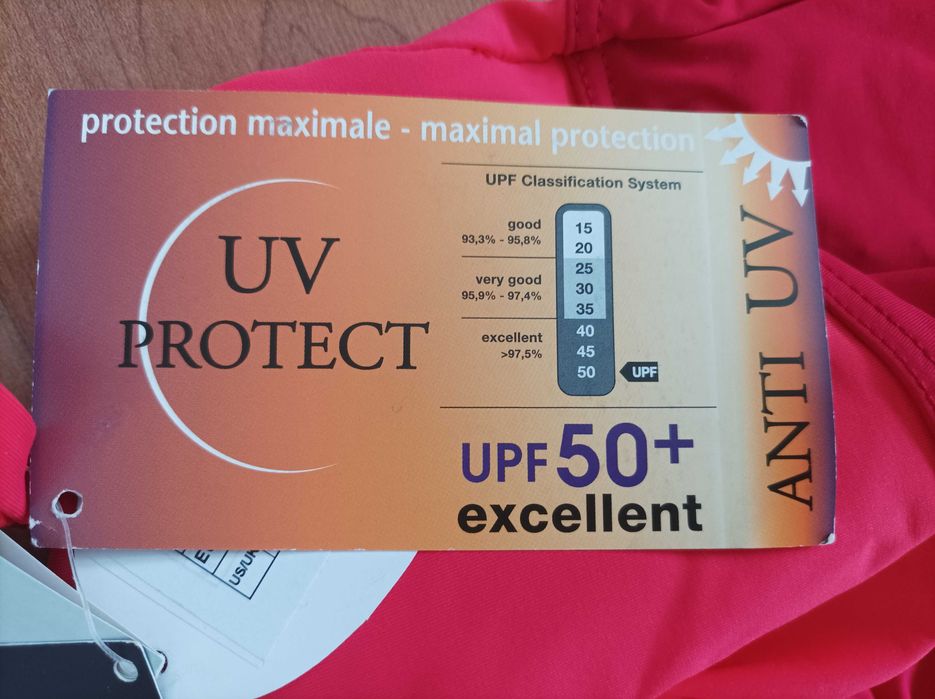 protection maximale - maximal protection
UV
PROTECT
UPF Classification System
good
93,3% - 95,8%
very good
95,9% - 97,4%
excellent
>97,5%
15
20
25
30
35
40
45
50
UPF
UPF 50+
excellent
ANTI UV
US/UK